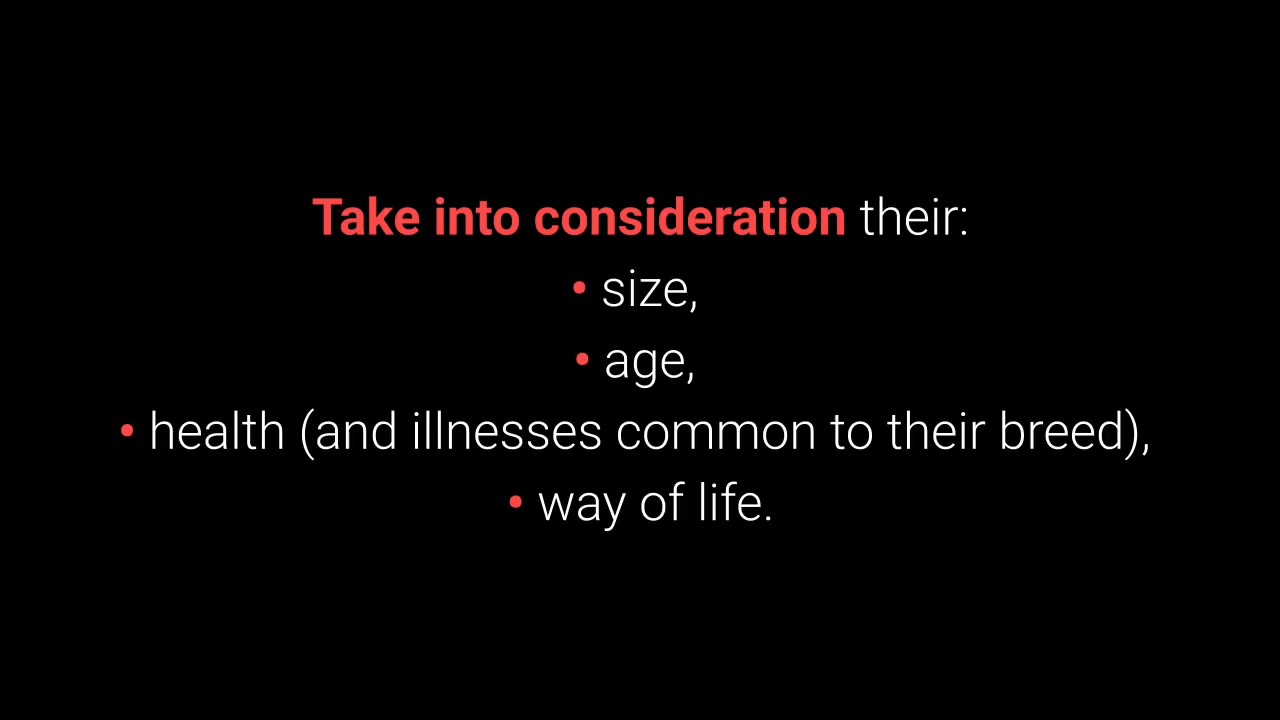 Take into consideration their:
• size,
• age,
• health (and illnesses common to their breed),
• way of life.